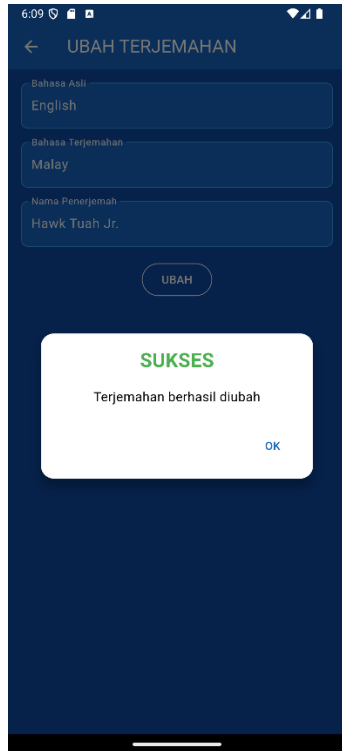 6:09
UBAH TERJEMAHAN
Bahasa Asli
English
Bahasa Terjemahan
Malay
Nama Penerjemah
Hawk Tuah Jr.
UBAH
SUKSES
Terjemahan berhasil diubah
OK